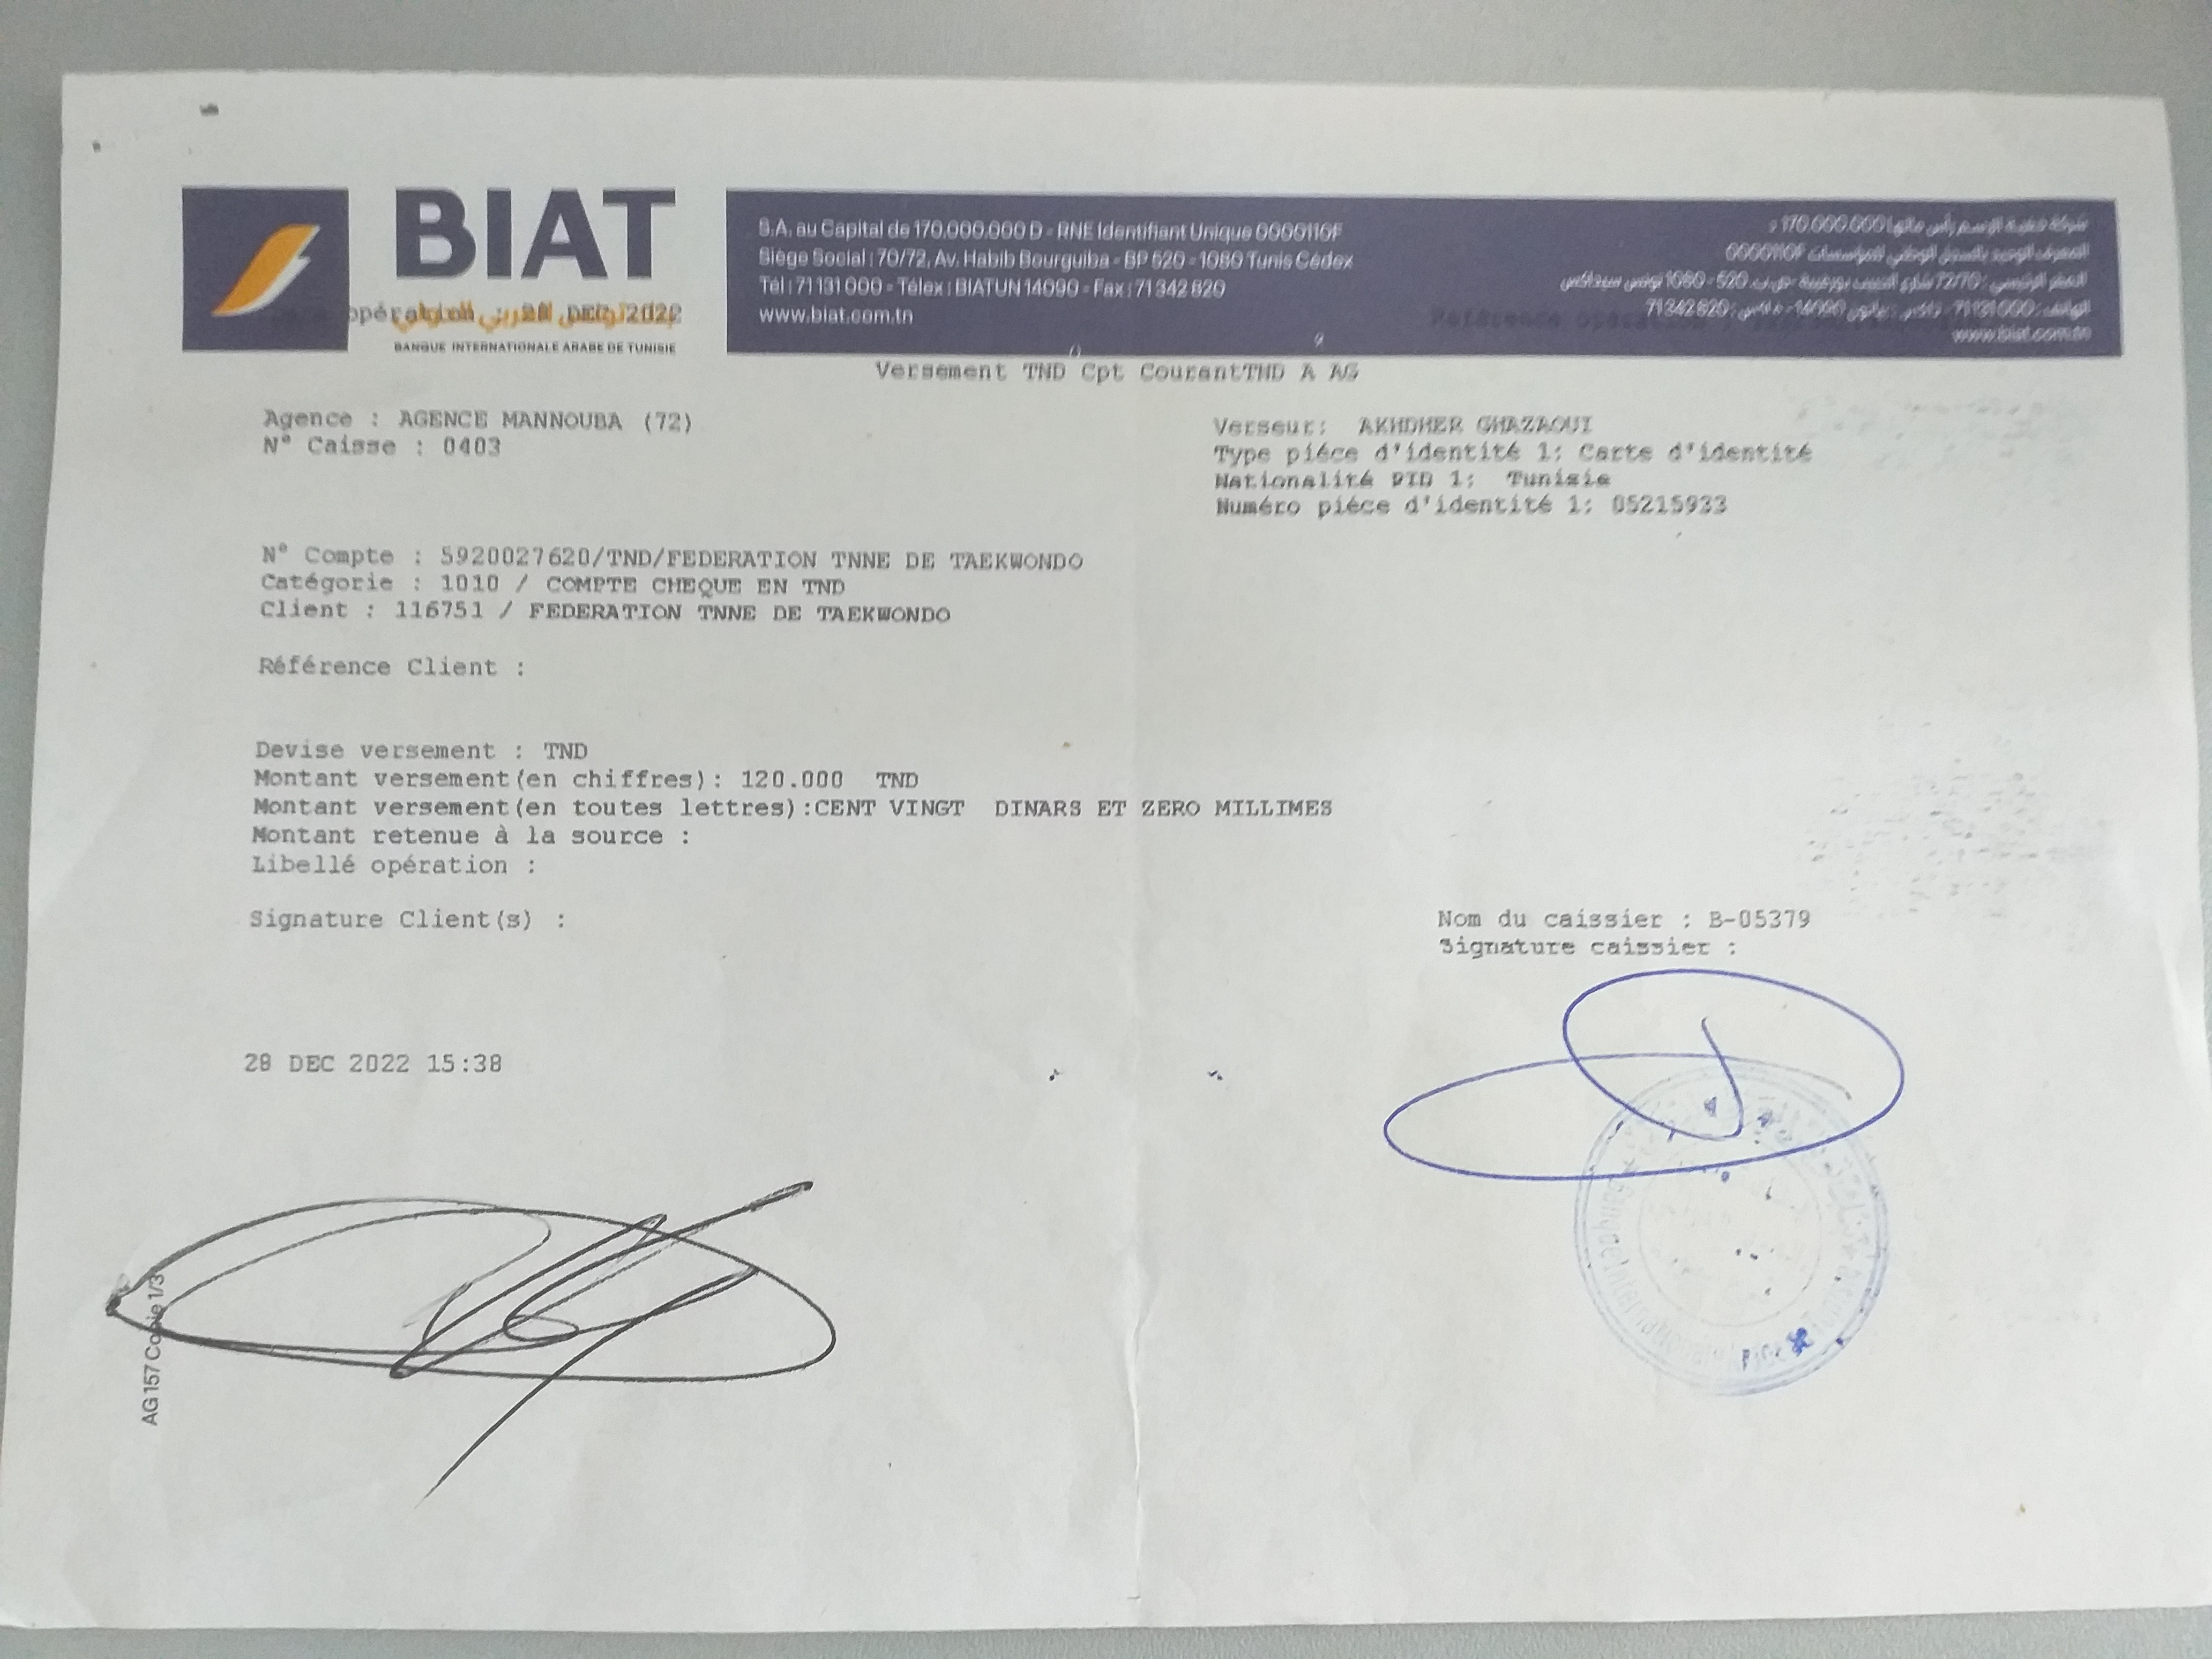 BIAT
BANQUE INTERNATIONALE ARABE DE TUNISIE
opération : 28 DEC 2022
S.A. au Capital de 170.000.000 D - RNE Identifiant Unique 0000110F
Siège Social : 70/72, Av. Habib Bourguiba - BP 520 - 1080 Tunis Cedex
Tél : 71 131 000 - Télex : BIATUN 14090 - Fax : 71 342 820
www.biat.com.tn
www.biat.com.tn
Versement TND Cpt CourantTND A AG
Agence : AGENCE MANNOUBA (72)
N° Caisse : 0403
Verseur: AKHDHER GHAZAOUI
Type piéce d'identité 1: Carte d'identité
Nationalité PID 1: Tunisie
Numéro piéce d'identité 1: 05215933
N° Compte : 5920027620/TND/FEDERATION TNNE DE TAEKWONDO
Catégorie : 1010 / COMPTE CHEQUE EN TND
Client : 116751 / FEDERATION TNNE DE TAEKWONDO
Référence Client :
Devise versement : TND
Montant versement(en chiffres): 120.000 TND
Montant versement(en toutes lettres):CENT VINGT DINARS ET ZERO MILLIMES
Montant retenue à la source :
Libellé opération :
Signature Client(s) :
Nom du caissier : B-05379
Signature caissier :
28 DEC 2022 15:38
AG 157 Copie 1/3